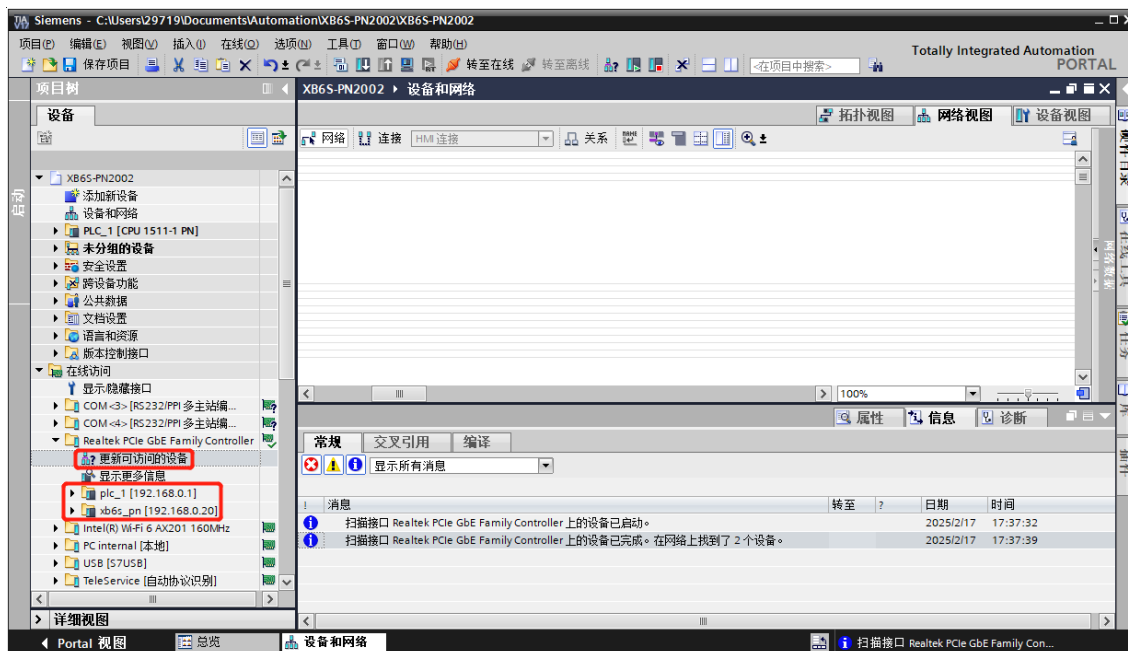 Siemens - C:\Users\29719\Documents\Automation\XB6S-PN2002\XB6S-PN2002
项目(P) 编辑(E) 视图(V) 插入(I) 在线(O) 选项(N) 工具(T) 窗口(W) 帮助(H)
Totally Integrated Automation
PORTAL
保存项目 转至在线 转至离线 <在项目中搜索>
项目树
XB6S-PN2002 设备和网络
设备
拓扑视图 网络视图 设备视图
网络 连接 HMI 连接 关系
启动
XB6S-PN2002
添加新设备
设备和网络
PLC_1 [CPU 1511-1 PN]
未分组的设备
安全设置
跨设备功能
公共数据
文档设置
语言和资源
版本控制接口
在线访问
显示/隐藏接口
COM <3> [RS232/PPI 多主站编...
COM <4> [RS232/PPI 多主站编...
Realtek PCIe GbE Family Controller
更新可访问的设备
显示更多信息
plc_1 [192.168.0.1]
xb6s_pn [192.168.0.20]
Intel(R) Wi-Fi 6 AX201 160MHz
PC internal [本地]
USB [S7USB]
TeleService [自动协议识别]
详细视图
100%
属性 信息 诊断
常规 交叉引用 编译
显示所有消息
! 消息 转至 ? 日期 时间
扫描接口 Realtek PCIe GbE Family Controller 上的设备已启动。 2025/2/17 17:37:32
扫描接口 Realtek PCIe GbE Family Controller 上的设备已完成。在网络上找到了 2 个设备。 2025/2/17 17:37:39
在线工具
任务
库
Portal 视图 总览 设备和网络 扫描接口 Realtek PCIe GbE Family Con...